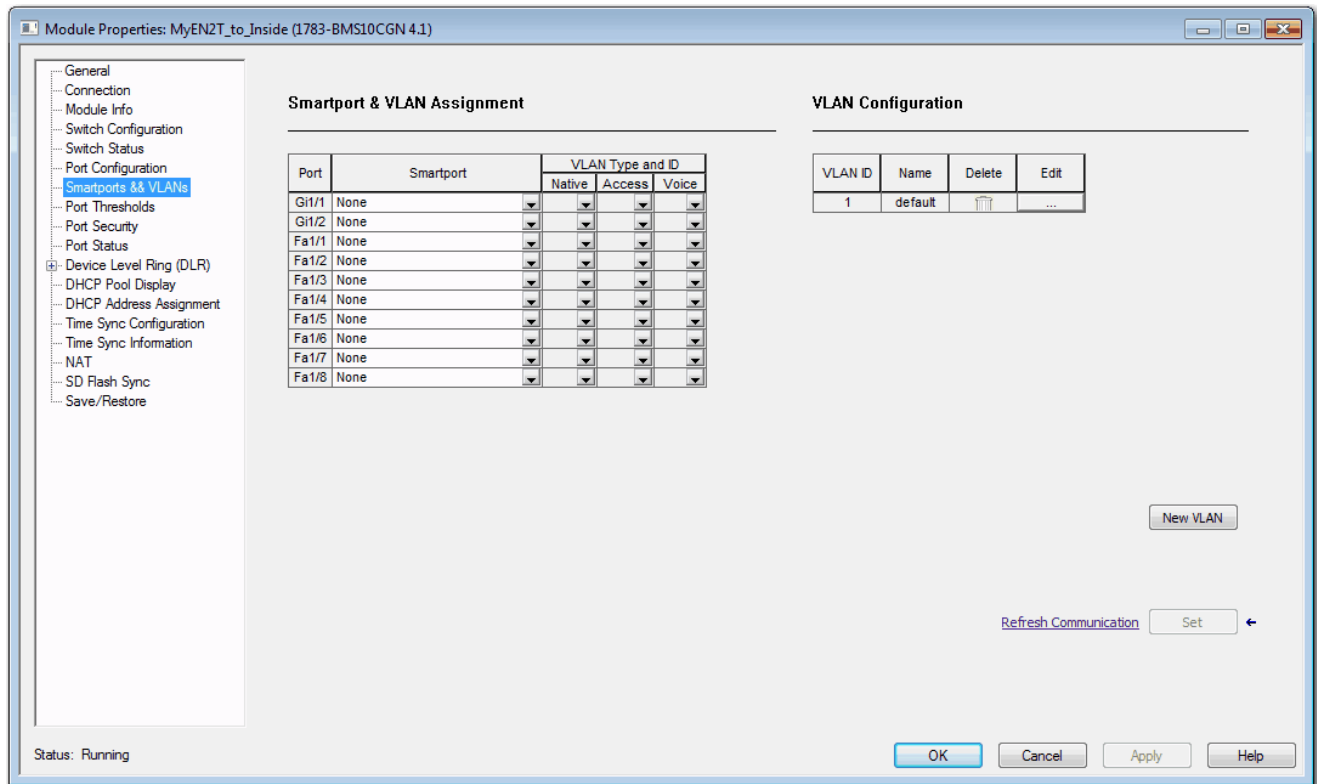 Module Properties: MyEN2T_to_Inside (1783-BMS10CGN 4.1)
General
Connection
Module Info
Switch Configuration
Switch Status
Port Configuration
Smartports && VLANs
Port Thresholds
Port Security
Port Status
Device Level Ring (DLR)
DHCP Pool Display
DHCP Address Assignment
Time Sync Configuration
Time Sync Information
NAT
SD Flash Sync
Save/Restore
Smartport & VLAN Assignment
Port Smartport VLAN Type and ID
Native Access Voice
Gi1/1 None
Gi1/2 None
Fa1/1 None
Fa1/2 None
Fa1/3 None
Fa1/4 None
Fa1/5 None
Fa1/6 None
Fa1/7 None
Fa1/8 None
VLAN Configuration
VLAN ID Name Delete Edit
1 default ...
New VLAN
Refresh Communication Set
Status: Running
OK Cancel Apply Help